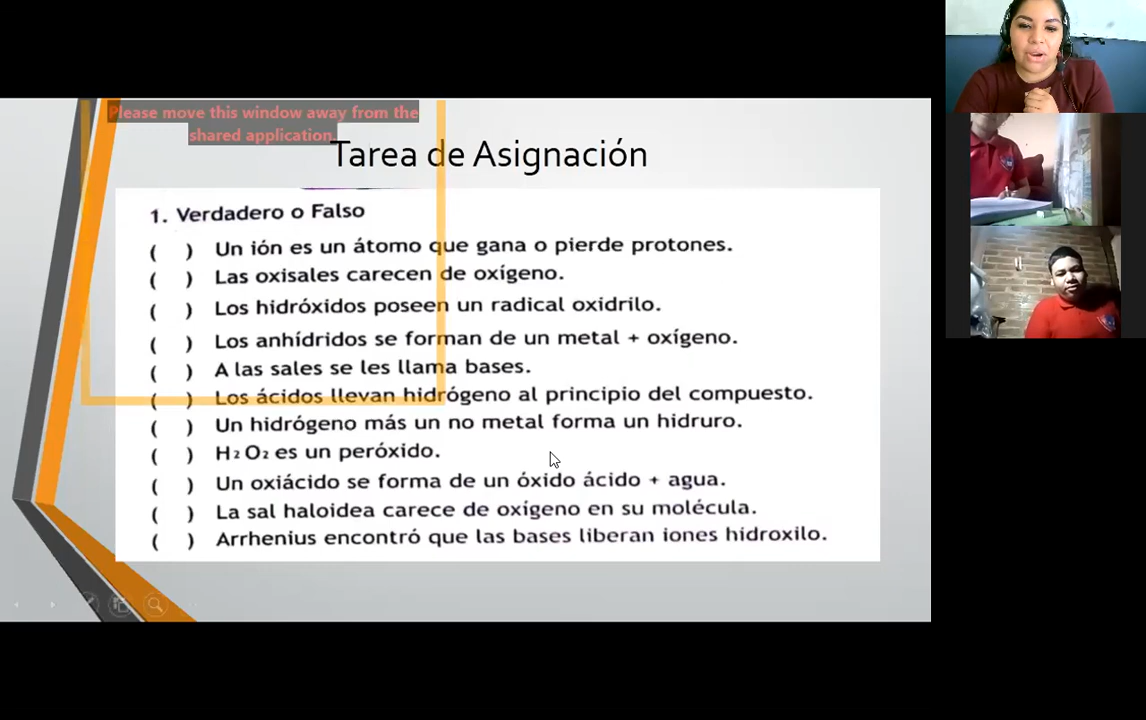 Please move this window away from the
shared application.
Tarea de Asignación
1. Verdadero o Falso
( ) Un ión es un átomo que gana o pierde protones.
( ) Las oxisales carecen de oxígeno.
( ) Los hidróxidos poseen un radical oxidrilo.
( ) Los anhídridos se forman de un metal + oxígeno.
( ) A las sales se les llama bases.
( ) Los ácidos llevan hidrógeno al principio del compuesto.
( ) Un hidrógeno más un no metal forma un hidruro.
( ) H₂O₂ es un peróxido.
( ) Un oxiácido se forma de un óxido ácido + agua.
( ) La sal haloidea carece de oxígeno en su molécula.
( ) Arrhenius encontró que las bases liberan iones hidroxilo.